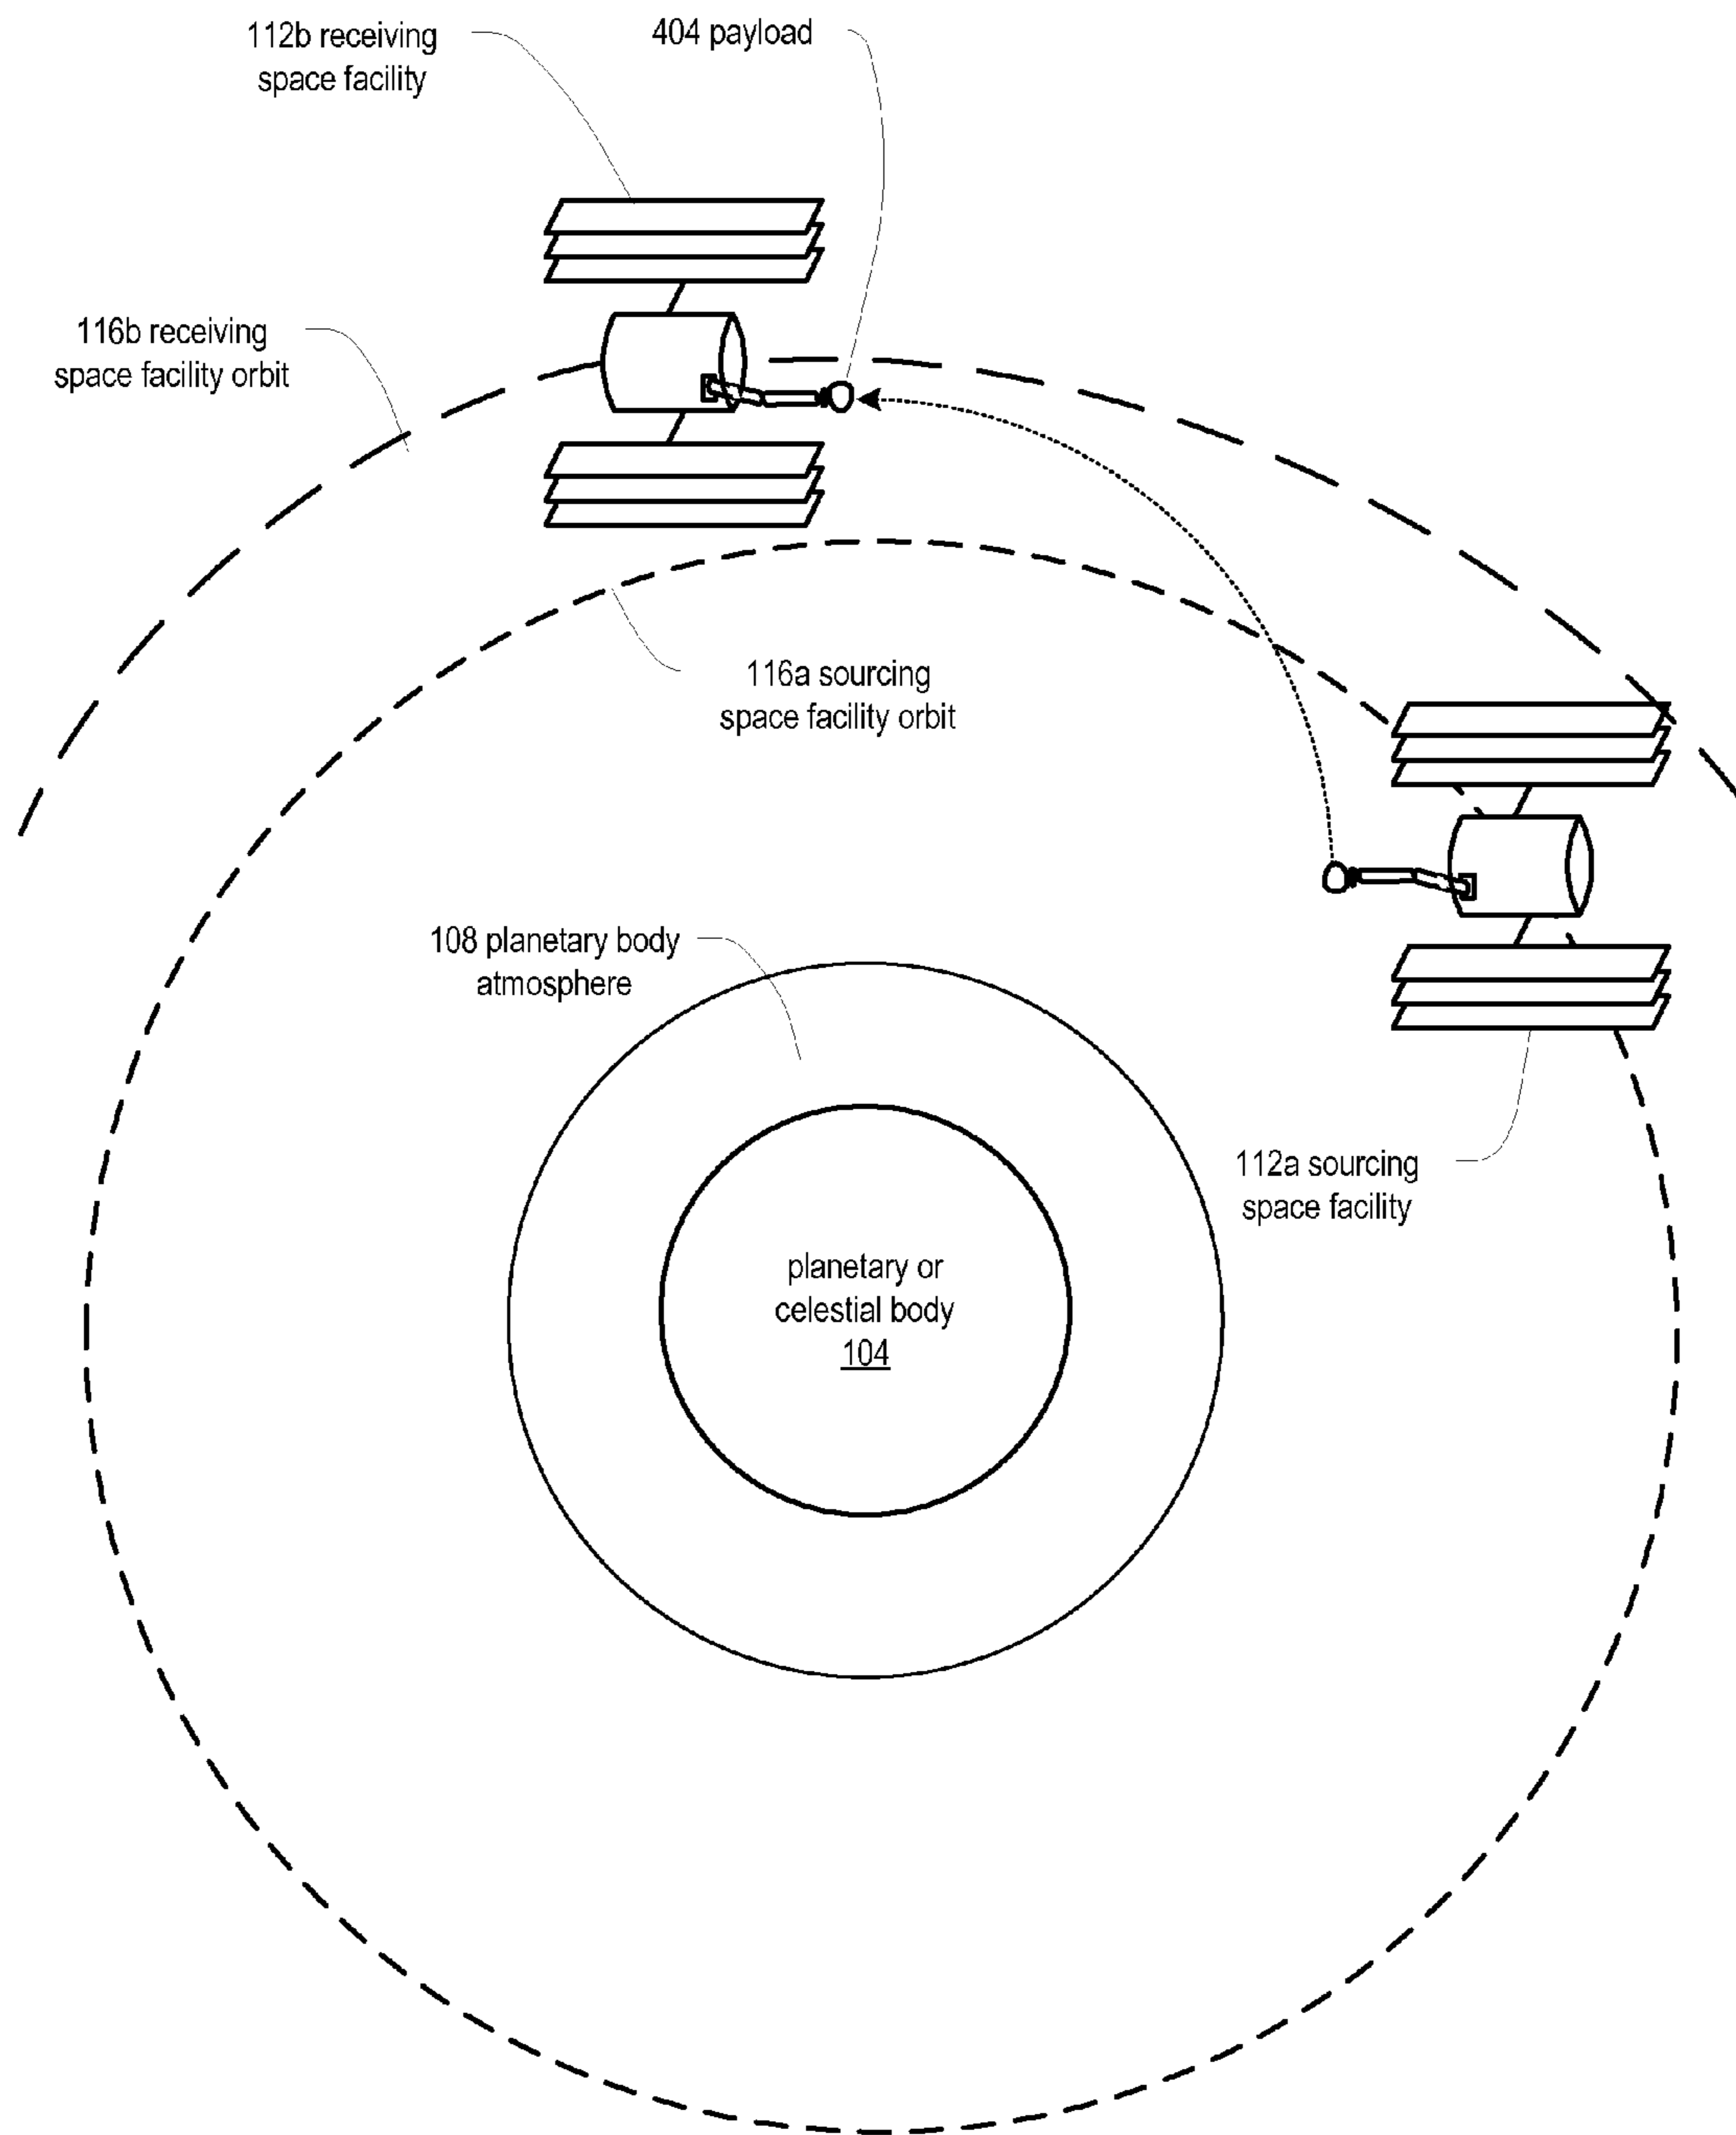 112b receiving
space facility
404 payload
116b receiving
space facility orbit
116a sourcing
space facility orbit
108 planetary body
atmosphere
112a sourcing
space facility
planetary or
celestial body
104